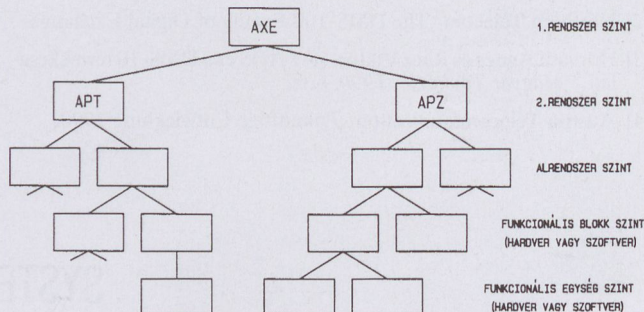 AXE
1.RENDSZER SZINT
APT
APZ
2.RENDSZER SZINT
ALRENDSZER SZINT
FUNKCIONÁLIS BLOKK SZINT
(HARDVER VAGY SZOFTVER)
FUNKCIONÁLIS EGYSÉG SZINT
(HARDVER VAGY SZOFTVER)